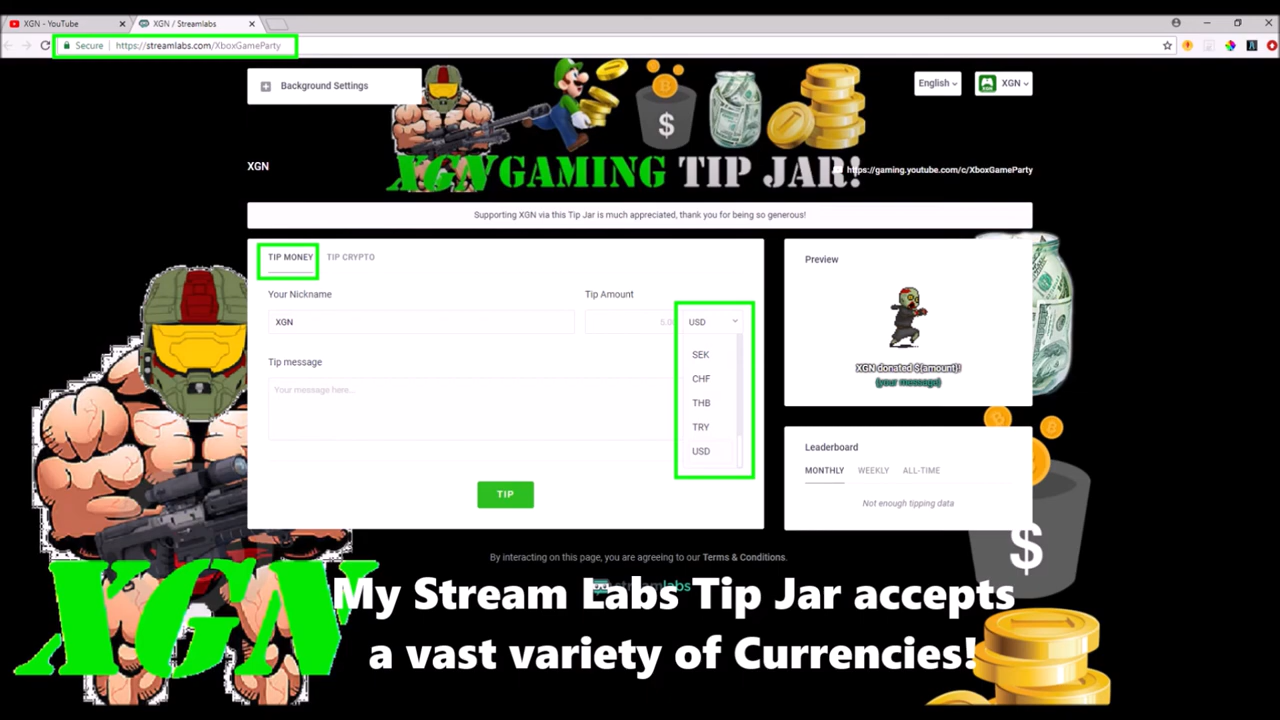 XGN - YouTube
XGN / Streamlabs
Secure
https://streamlabs.com/XboxGameParty
Background Settings
English
XGN
$
XGN
XGN GAMING TIP JAR!
https://gaming.youtube.com/c/XboxGameParty
Supporting XGN via this Tip Jar is much appreciated, thank you for being so generous!
TIP MONEY
TIP CRYPTO
Your Nickname
XGN
Tip Amount
5.0
USD
SEK
CHF
THB
TRY
USD
Tip message
Your message here...
TIP
Preview
XGN donated ${amount}!
(your message)
Leaderboard
MONTHLY
WEEKLY
ALL-TIME
Not enough tipping data
By interacting on this page, you are agreeing to our Terms & Conditions.
streamlabs
XGN
$
My Stream Labs Tip Jar accepts
a vast variety of Currencies!